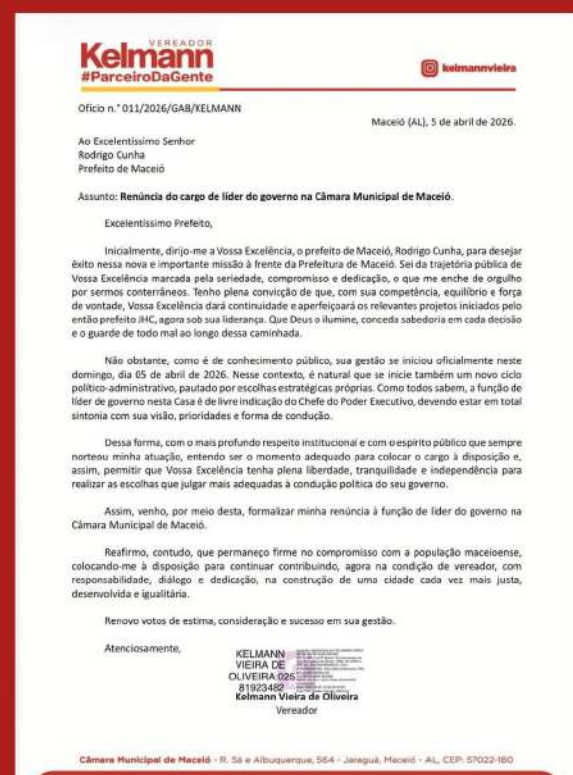 VEREADOR
Kelmann
#ParceiroDaGente
kelmannvieira
Ofício n.° 011/2026/GAB/KELMANN
Maceió (AL), 5 de abril de 2026.
Ao Excelentíssimo Senhor
Rodrigo Cunha
Prefeito de Maceió
Assunto: Renúncia do cargo de líder do governo na Câmara Municipal de Maceió.
Excelentíssimo Prefeito,
Inicialmente, dirijo-me a Vossa Excelência, o prefeito de Maceió, Rodrigo Cunha, para desejar
êxito nessa nova e importante missão à frente da Prefeitura de Maceió. Sei da trajetória pública de
Vossa Excelência marcada pela seriedade, compromisso e dedicação, o que me enche de orgulho
por sermos conterrâneos. Tenho plena convicção de que, com sua competência, equilíbrio e força
de vontade, Vossa Excelência dará continuidade e aperfeiçoará os relevantes projetos iniciados pelo
então prefeito JHC, agora sob sua liderança. Que Deus o ilumine, conceda sabedoria em cada decisão
e o guarde de todo mal ao longo dessa caminhada.
Não obstante, como é de conhecimento público, sua gestão se iniciou oficialmente neste
domingo, dia 05 de abril de 2026. Nesse contexto, é natural que se inicie também um novo ciclo
político-administrativo, pautado por escolhas estratégicas próprias. Como todos sabem, a função de
líder de governo nesta Casa é de livre indicação do Chefe do Poder Executivo, devendo estar em total
sintonia com sua visão, prioridades e forma de condução.
Dessa forma, com o mais profundo respeito institucional e com o espírito público que sempre
norteou minha atuação, entendo ser o momento adequado para colocar o cargo à disposição e,
assim, permitir que Vossa Excelência tenha plena liberdade, tranquilidade e independência para
realizar as escolhas que julgar mais adequadas à condução política do seu governo.
Assim, venho, por meio desta, formalizar minha renúncia à função de líder do governo na
Câmara Municipal de Maceió.
Reafirmo, contudo, que permaneço firme no compromisso com a população maceioense,
colocando-me à disposição para continuar contribuindo, agora na condição de vereador, com
responsabilidade, diálogo e dedicação, na construção de uma cidade cada vez mais justa,
desenvolvida e igualitária.
Renovo votos de estima, consideração e sucesso em sua gestão.
Atenciosamente,
KELMANN
VIEIRA DE
OLIVEIRA:025
81923482
Kelmann Vieira de Oliveira
Vereador
Câmara Municipal de Maceió - R. Sá e Albuquerque, 564 - Jaraguá, Maceió - AL, CEP: 57022-180